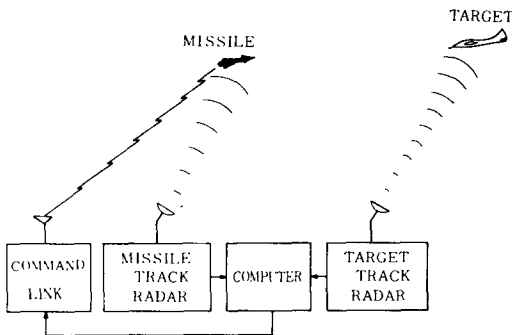 TARGET
MISSILE
COMMAND
LINK
MISSILE
TRACK
RADAR
COMPUTER
TARGET
TRACK
RADAR